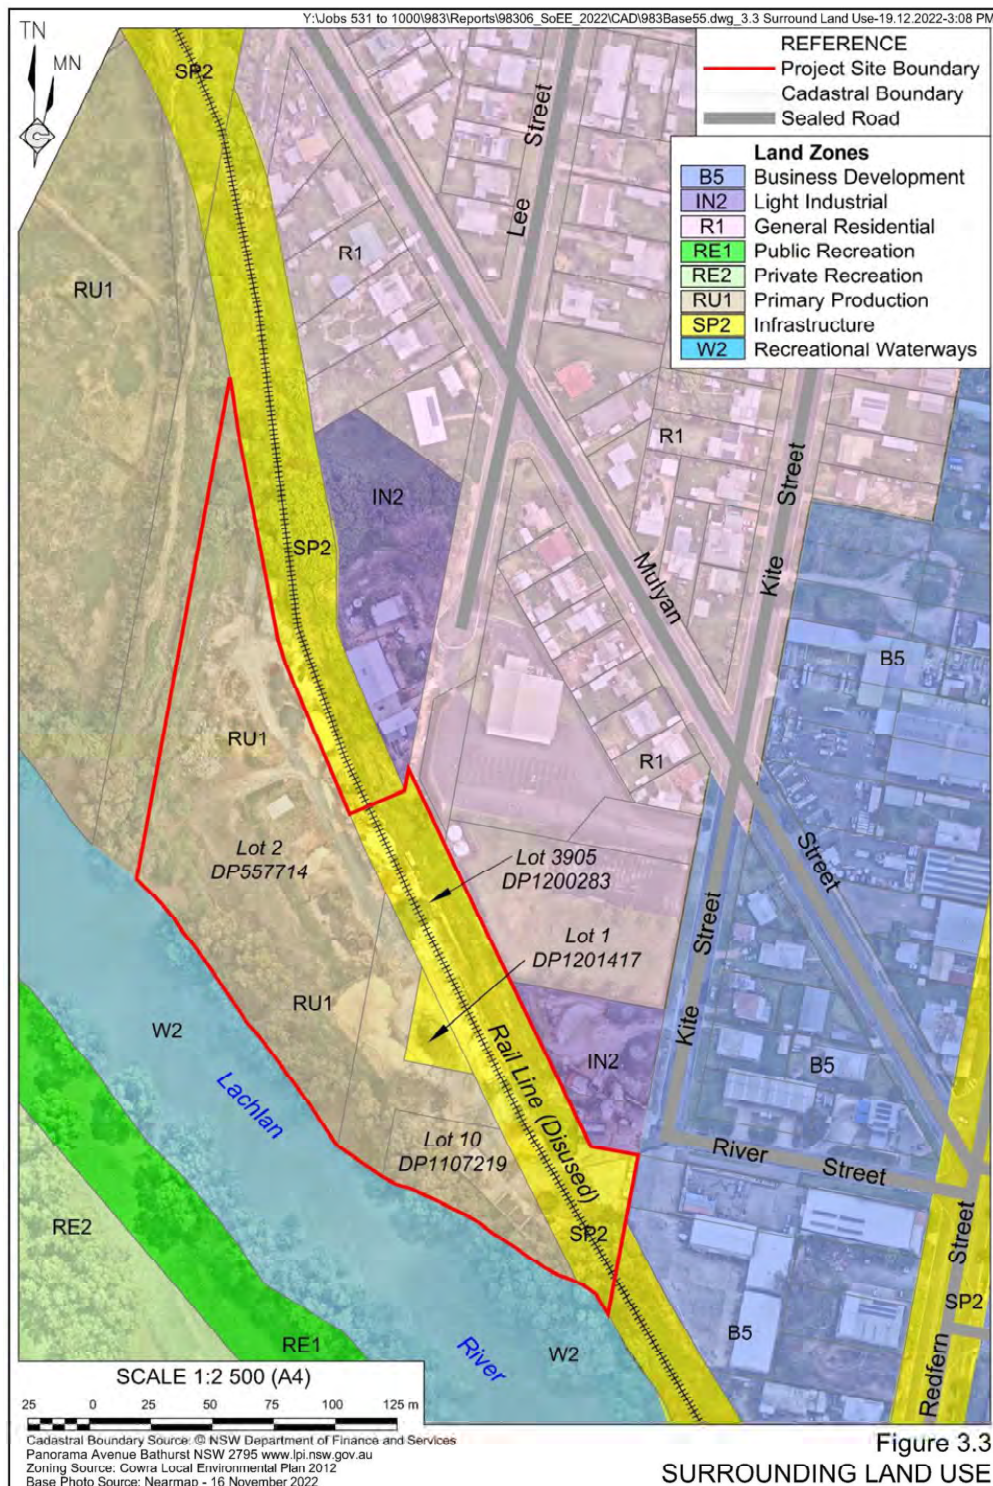 Y:\Jobs 531 to 1000\983\Reports\98306_SoEE_2022\CAD\983Base55.dwg_3.3 Surround Land Use-19.12.2022-3:08 PM
TN
MN
REFERENCE
Project Site Boundary
Cadastral Boundary
Sealed Road
Land Zones
B5 Business Development
IN2 Light Industrial
R1 General Residential
RE1 Public Recreation
RE2 Private Recreation
RU1 Primary Production
SP2 Infrastructure
W2 Recreational Waterways
SP2
Lee Street
R1
RU1
R1
IN2
Kite Street
SP2
Mulyan Street
B5
RU1
R1
Lot 2
DP557714
Lot 3905
DP1200283
Lot 1
DP1201417
Kite Street
RU1
W2
Rail Line (Disused)
IN2
B5
Lachlan River
Lot 10
DP1107219
River Street
RE2
SP2
Redfern Street
SP2
RE1
W2
B5
SCALE 1:2 500 (A4)
25 0 25 50 75 100 125 m
Cadastral Boundary Source: © NSW Department of Finance and Services
Panorama Avenue Bathurst NSW 2795 www.lpi.nsw.gov.au
Zoning Source: Cowra Local Environmental Plan 2012
Base Photo Source: Nearmap - 16 November 2022
Figure 3.3
SURROUNDING LAND USE